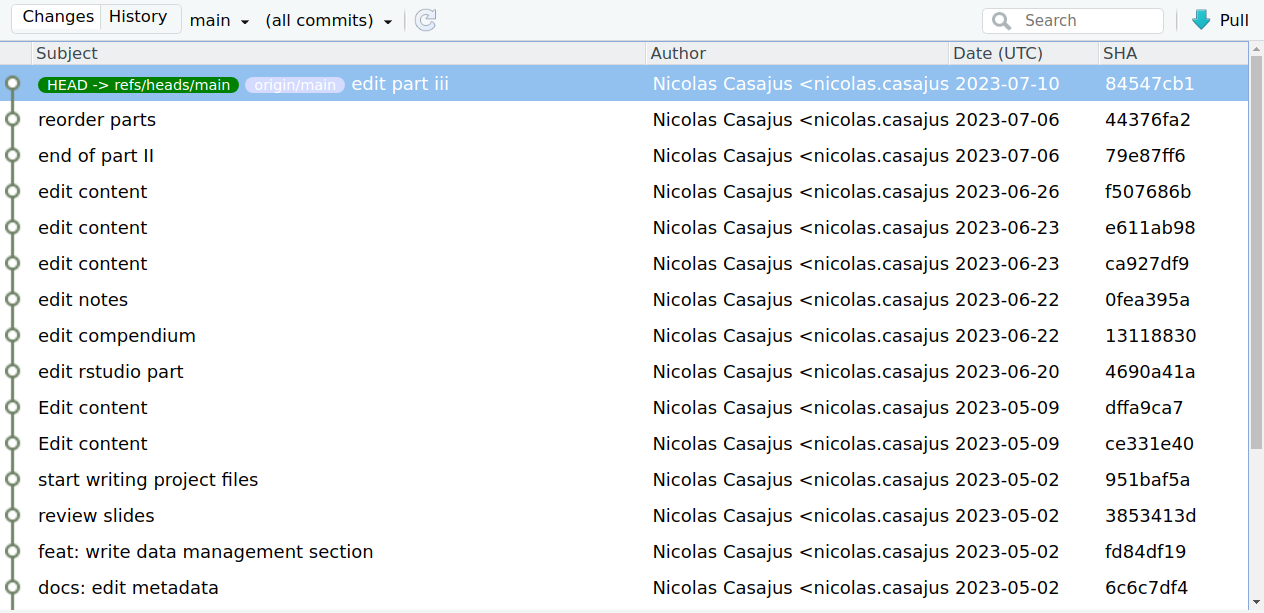 Changes History main (all commits) Search Pull
Subject Author Date (UTC) SHA
HEAD -> refs/heads/main origin/main edit part iii Nicolas Casajus <nicolas.casajus 2023-07-10 84547cb1
reorder parts Nicolas Casajus <nicolas.casajus 2023-07-06 44376fa2
end of part II Nicolas Casajus <nicolas.casajus 2023-07-06 79e87ff6
edit content Nicolas Casajus <nicolas.casajus 2023-06-26 f507686b
edit content Nicolas Casajus <nicolas.casajus 2023-06-23 e611ab98
edit content Nicolas Casajus <nicolas.casajus 2023-06-23 ca927df9
edit notes Nicolas Casajus <nicolas.casajus 2023-06-22 0fea395a
edit compendium Nicolas Casajus <nicolas.casajus 2023-06-22 13118830
edit rstudio part Nicolas Casajus <nicolas.casajus 2023-06-20 4690a41a
Edit content Nicolas Casajus <nicolas.casajus 2023-05-09 dffa9ca7
Edit content Nicolas Casajus <nicolas.casajus 2023-05-09 ce331e40
start writing project files Nicolas Casajus <nicolas.casajus 2023-05-02 951baf5a
review slides Nicolas Casajus <nicolas.casajus 2023-05-02 3853413d
feat: write data management section Nicolas Casajus <nicolas.casajus 2023-05-02 fd84df19
docs: edit metadata Nicolas Casajus <nicolas.casajus 2023-05-02 6c6c7df4